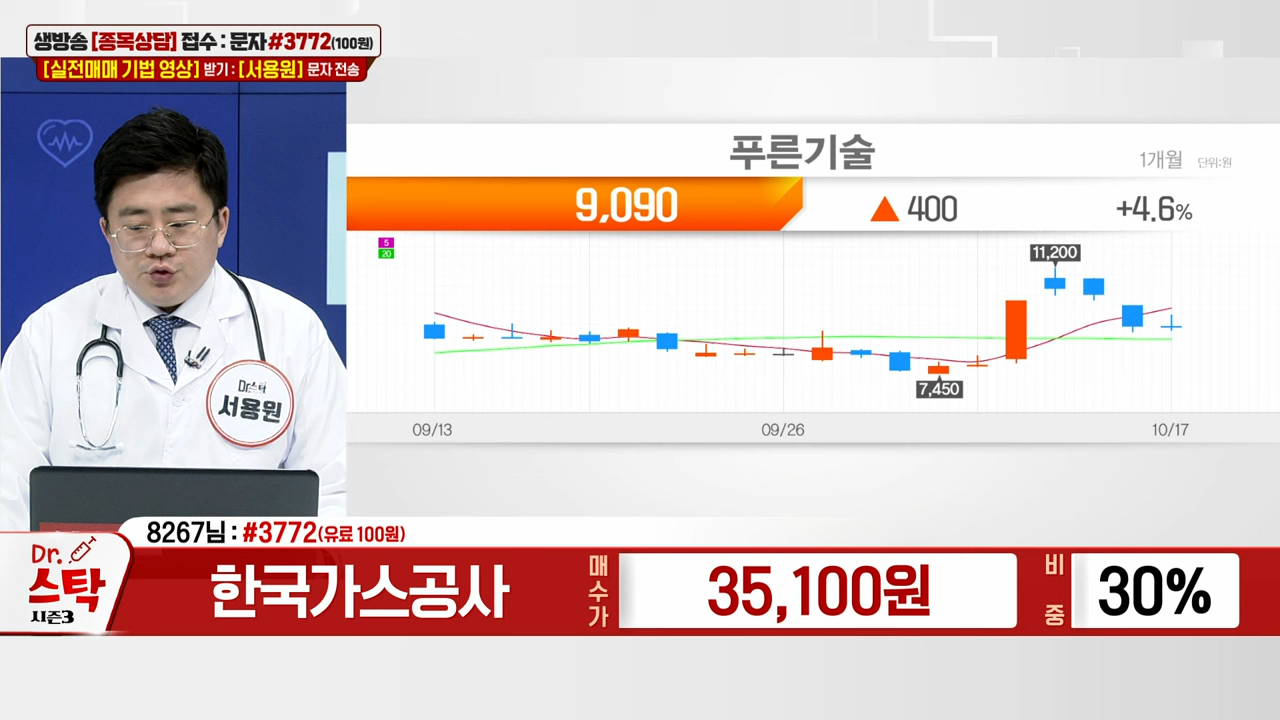 생방송 [종목상담] 접수 : 문자#3772(100원)
[실전매매 기법 영상] 받기 : [서용원] 문자 전송
푸른기술
1개월 단위:원
9,090 ▲ 400 +4.6%
5
20
11,200
7,450
09/13 09/26 10/17
Dr.스탁
서용원
8267님 : #3772(유료 100원)
Dr.
스탁
시즌3
한국가스공사 매수가 35,100원 비중 30%